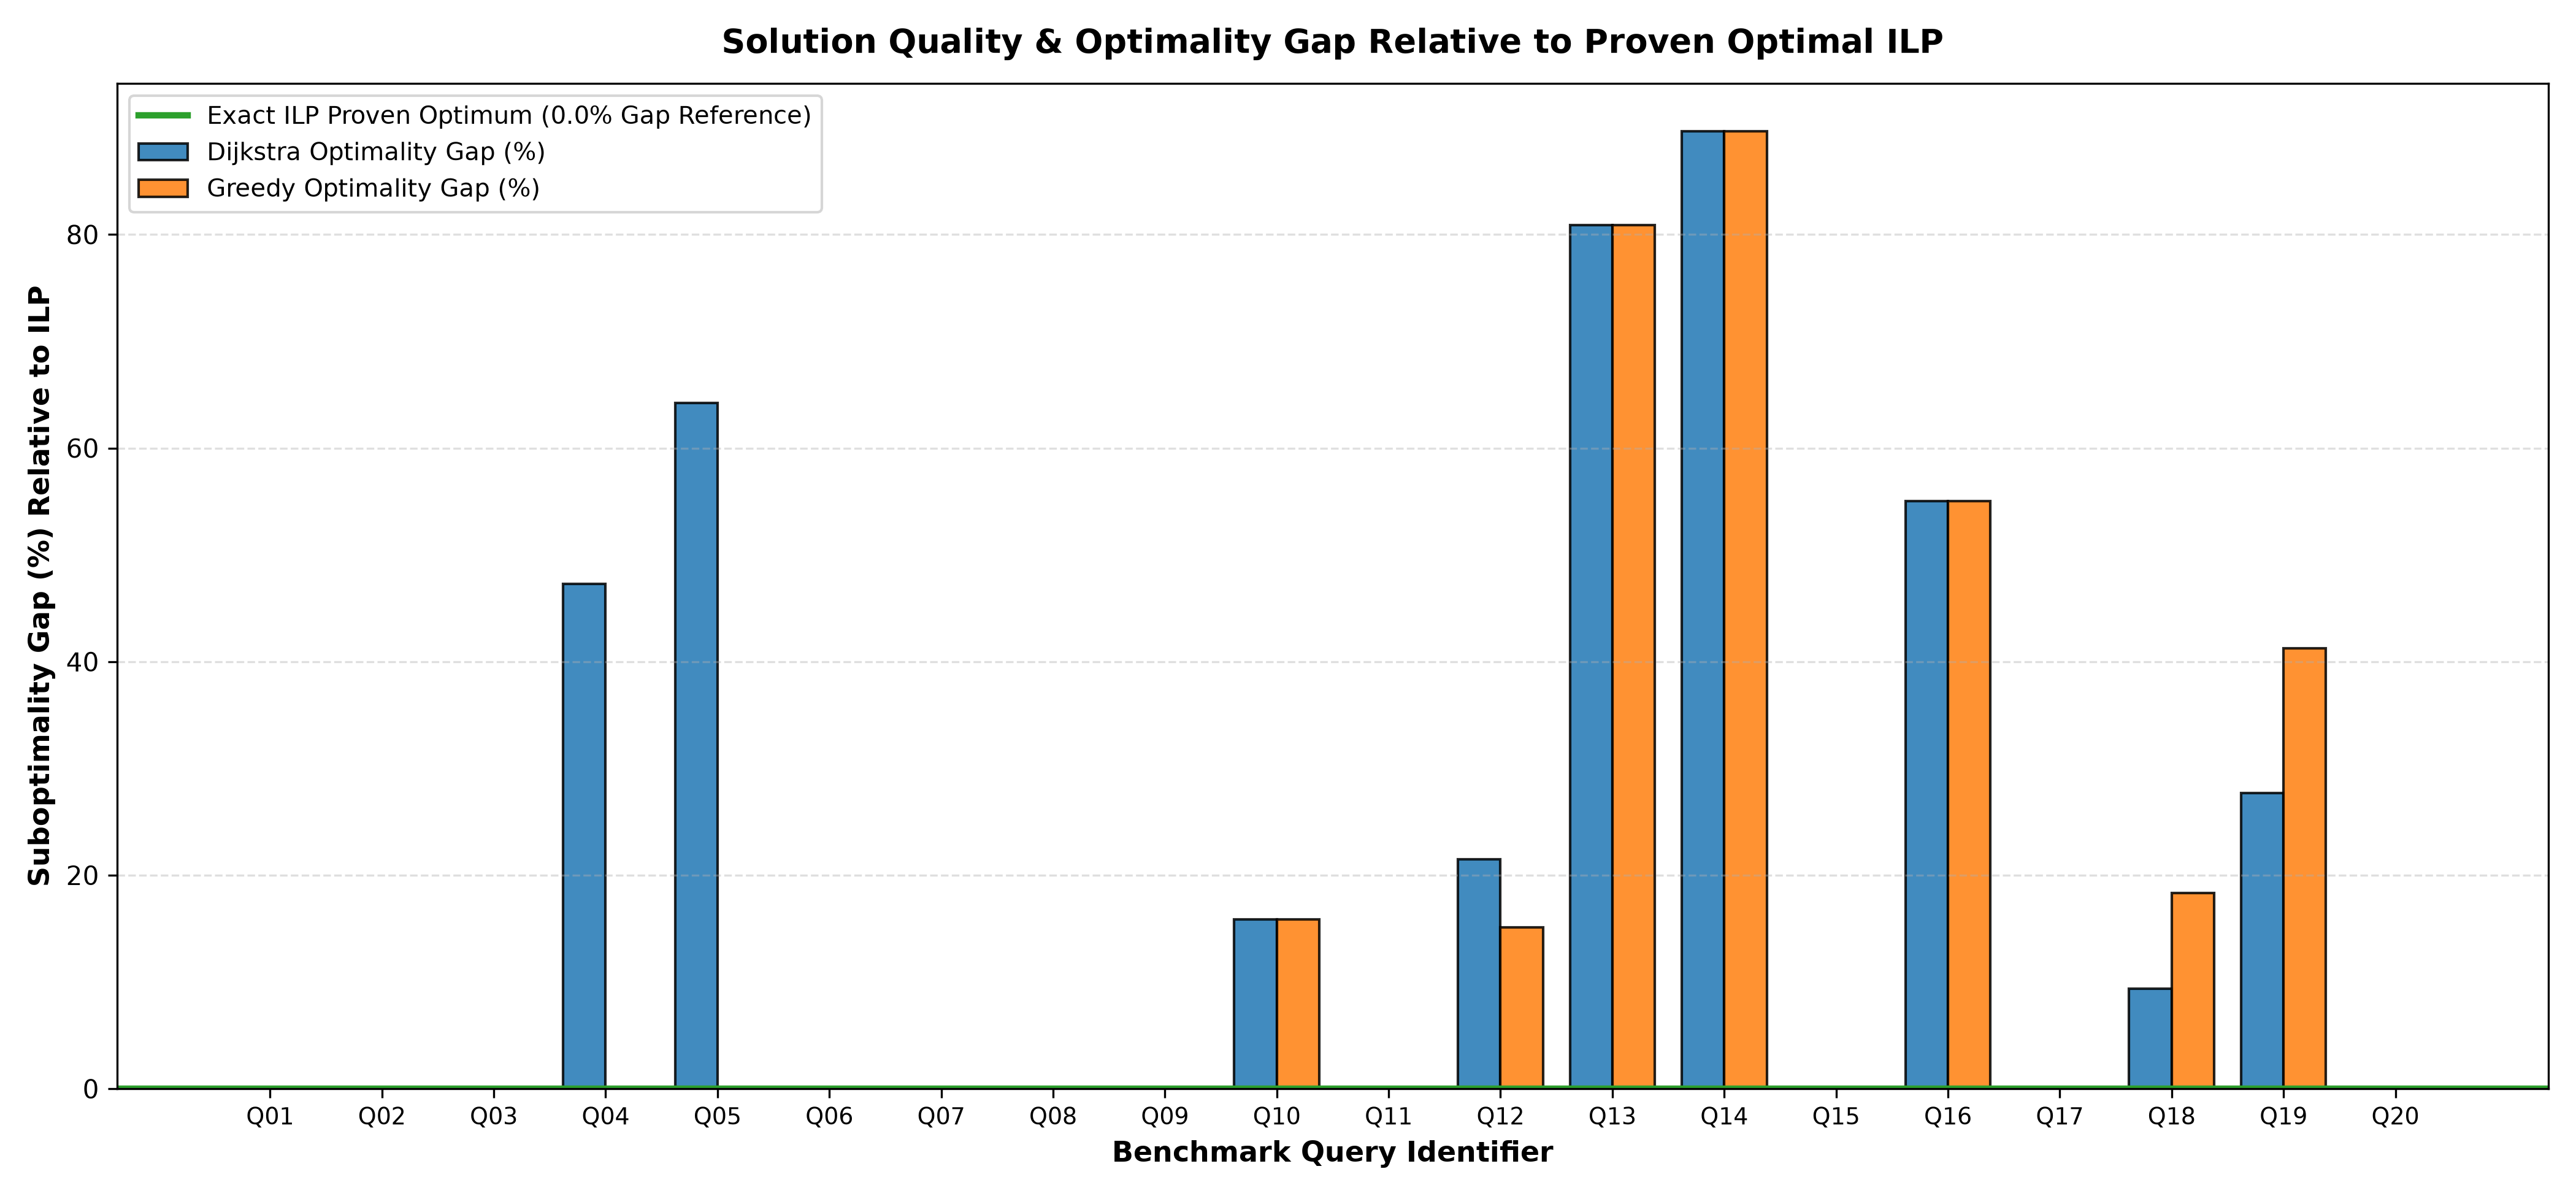 Solution Quality & Optimality Gap Relative to Proven Optimal ILP
Exact ILP Proven Optimum (0.0% Gap Reference)
Dijkstra Optimality Gap (%)
Greedy Optimality Gap (%)
Suboptimality Gap (%) Relative to ILP
80
60
40
20
0
Q01 Q02 Q03 Q04 Q05 Q06 Q07 Q08 Q09 Q10 Q11 Q12 Q13 Q14 Q15 Q16 Q17 Q18 Q19 Q20
Benchmark Query Identifier